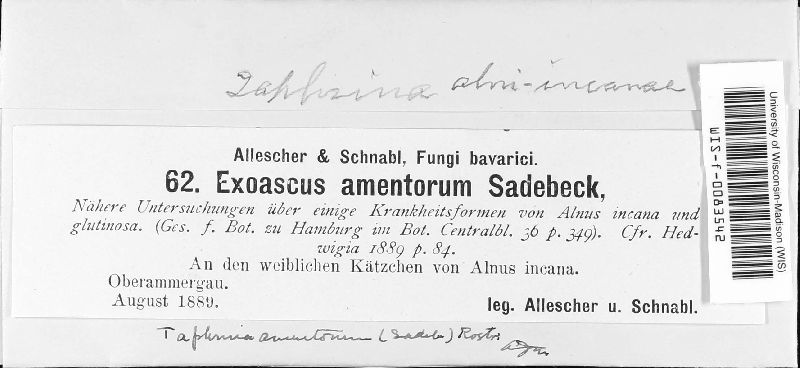 Taphrina alni-incanae
Allescher & Schnabl, Fungi bavarici.
62. Exoascus amentorum Sadebeck,
Nähere Untersuchungen über einige Krankheitsformen von Alnus incana und
glutinosa. (Ges. f. Bot. zu Hamburg im Bot. Centralbl. 36 p. 349). Cfr. Hed-
wigia 1889 p. 84.
An den weiblichen Kätzchen von Alnus incana.
Oberammergau.
August 1889.
leg. Allescher u. Schnabl.
Taphrina amentorum (Sadeb) Rostr
University of Wisconsin-Madison (WIS)
WIS-f-0083542